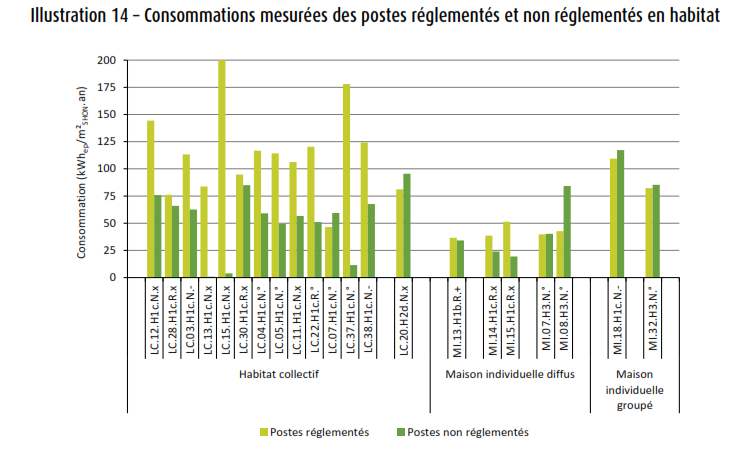 Illustration 14 – Consommations mesurées des postes réglementés et non réglementés en habitat
Consommation (kWhep/m²SHON.an)
200
175
150
125
100
75
50
25
0
LC.12.H1c.N.x
LC.28.H1c.R.x
LC.03.H1c.N.-
LC.13.H1c.N.x
LC.15.H1c.N.x
LC.30.H1c.R.x
LC.04.H1c.N.°
LC.05.H1c.N.°
LC.11.H1c.N.x
LC.22.H1c.R.°
LC.07.H1c.N.°
LC.37.H1c.N.°
LC.38.H1c.N.-
LC.20.H2d.N.x
MI.13.H1b.R.+
MI.14.H1c.R.x
MI.15.H1c.R.x
MI.07.H3.N.°
MI.08.H3.N.°
MI.18.H1c.N.-
MI.32.H3.N.°
Habitat collectif
Maison individuelle diffus
Maison
individuelle
groupé
Postes réglementés
Postes non réglementés